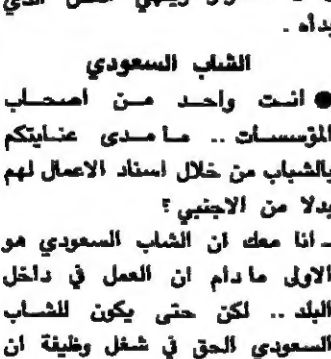 بدأه .
الشاب السعودي
● انت واحد من اصحاب
المؤسسات .. ما مدى عنايتكم
بالشباب من خلال اسناد الاعمال لهم
بدلا من الاجنبي ؟
ـ انا معك ان الشاب السعودي هو
الاولى ما دام ان العمل في داخل
البلد .. لكن حتى يكون للشاب
السعودي الحق في شغل وظيفة ان